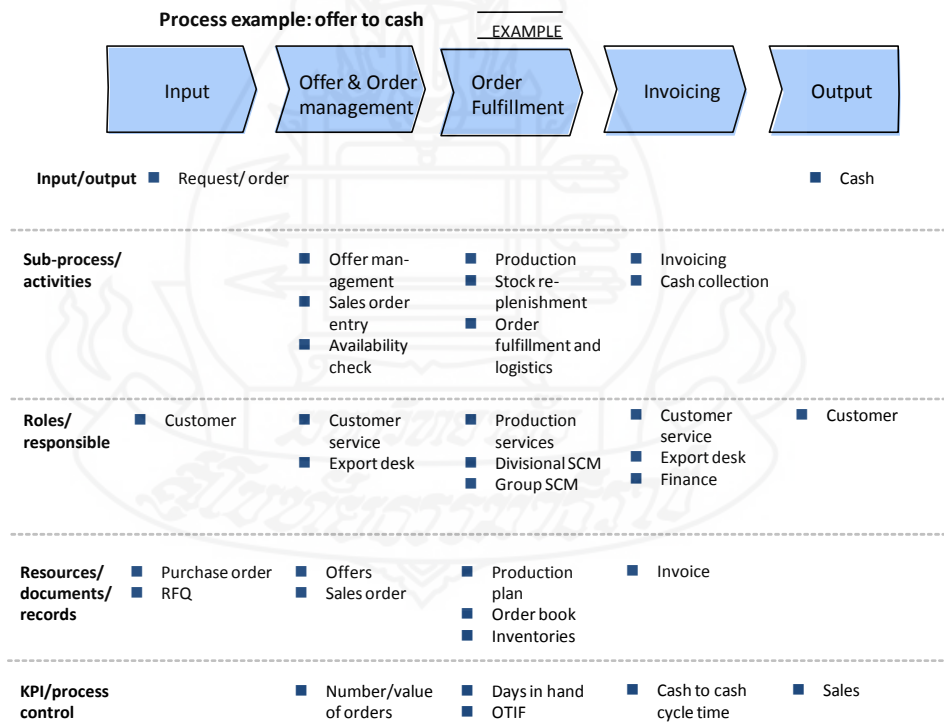 Process example: offer to cash
EXAMPLE
Input
Offer & Order
management
Order
Fulfillment
Invoicing
Output
Input/output
Request/ order
Cash
Sub-process/
activities
Offer man-
agement
Sales order
entry
Availability
check
Production
Stock re-
plenishment
Order
fulfillment and
logistics
Invoicing
Cash collection
Roles/
responsible
Customer
Customer
service
Export desk
Production
services
Divisional SCM
Group SCM
Customer
service
Export desk
Finance
Customer
Resources/
documents/
records
Purchase order
RFQ
Offers
Sales order
Production
plan
Order book
Inventories
Invoice
KPI/process
control
Number/value
of orders
Days in hand
OTIF
Cash to cash
cycle time
Sales